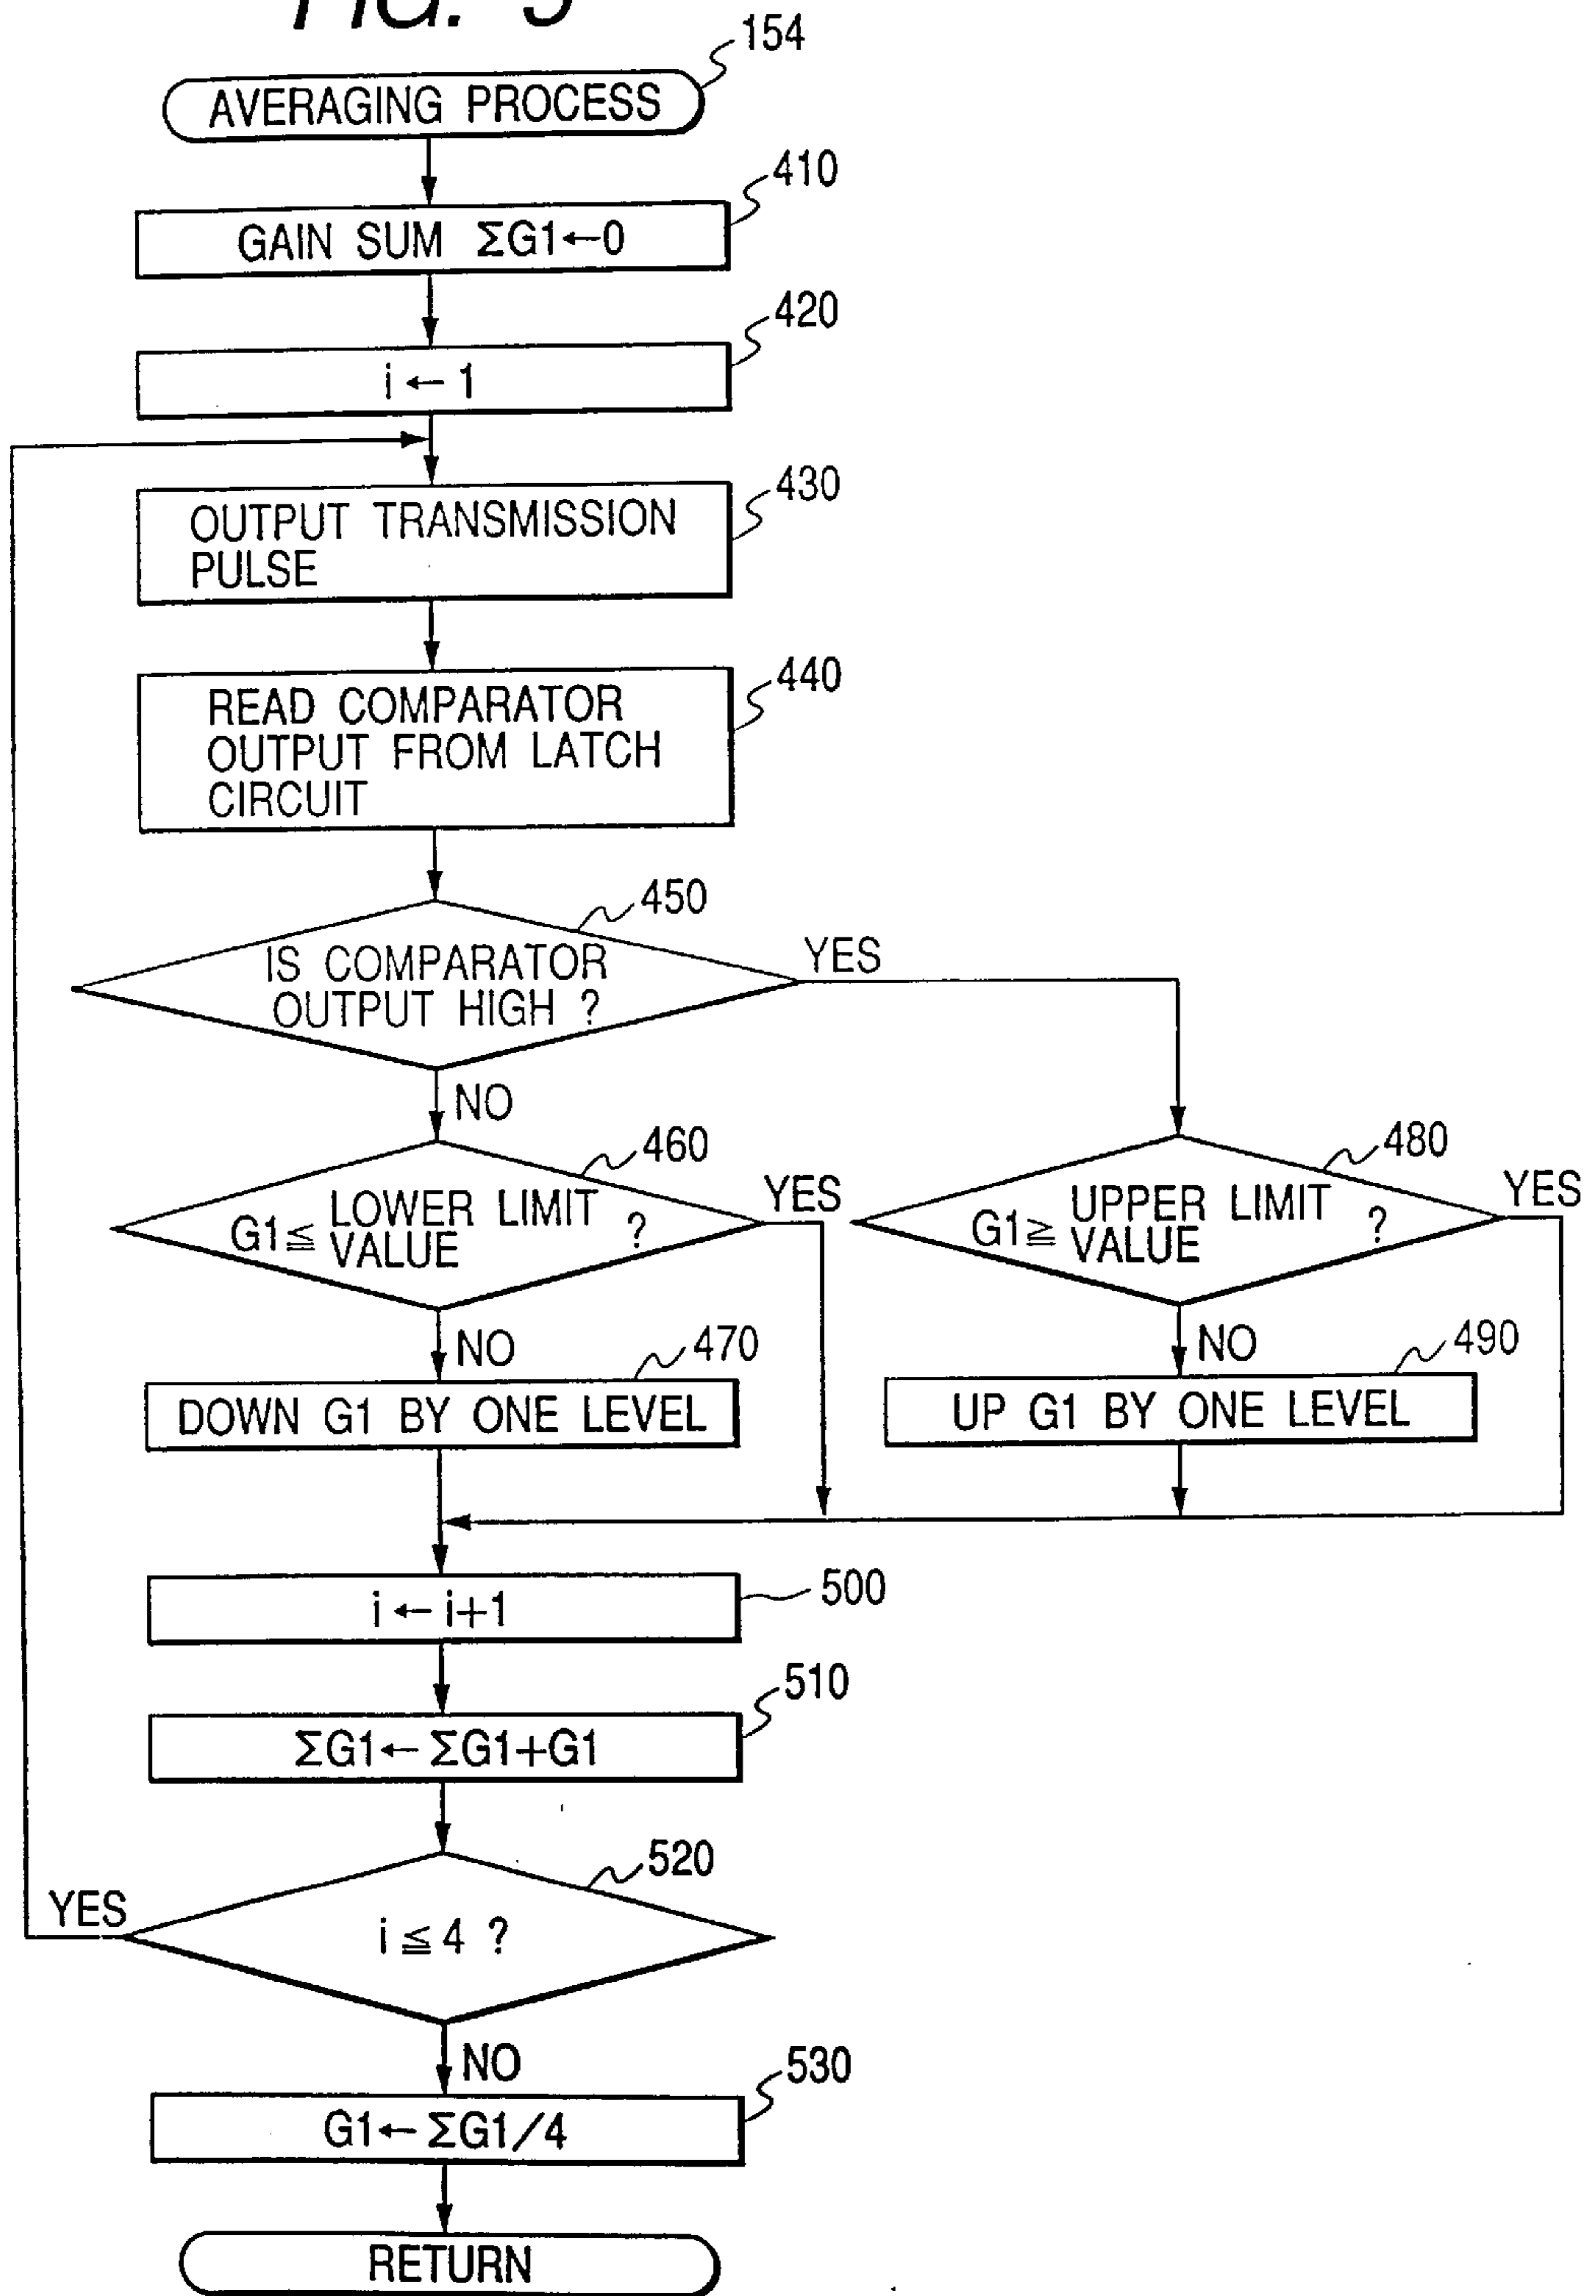 FIG. 9
154
AVERAGING PROCESS
410
GAIN SUM ΣG1←0
420
i ← 1
430
OUTPUT TRANSMISSION
PULSE
440
READ COMPARATOR
OUTPUT FROM LATCH
CIRCUIT
450
IS COMPARATOR
OUTPUT HIGH ?
YES
NO
460
G1≦ LOWER LIMIT
VALUE ?
YES
480
G1≧ UPPER LIMIT
VALUE ?
YES
NO
470
DOWN G1 BY ONE LEVEL
NO
490
UP G1 BY ONE LEVEL
500
i ← i+1
510
ΣG1← ΣG1+G1
520
YES
i ≦ 4 ?
NO
530
G1← ΣG1/4
RETURN